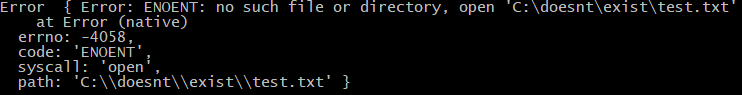 Error  { Error: ENOENT: no such file or directory, open 'C:\doesnt\exist\test.txt'
    at Error (native)
  errno: -4058,
  code: 'ENOENT',
  syscall: 'open',
  path: 'C:\\doesnt\\exist\\test.txt' }